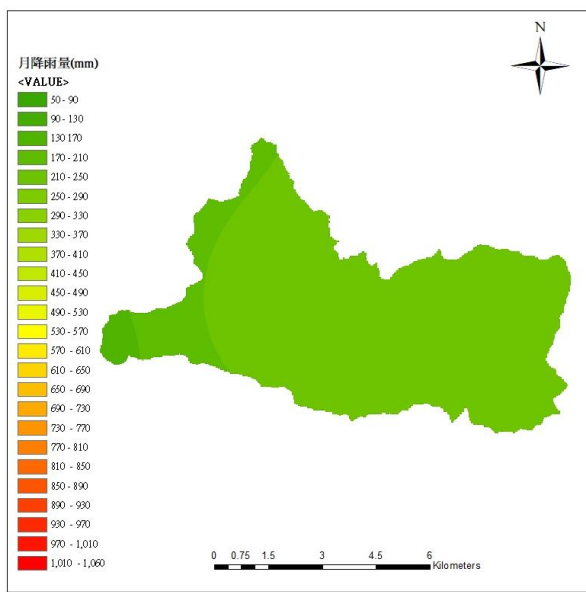 N
月降雨量(mm)
<VALUE>
50 - 90
90 - 130
130 170
170 - 210
210 - 250
250 - 290
290 - 330
330 - 370
370 - 410
410 - 450
450 - 490
490 - 530
530 - 570
570 - 610
610 - 650
650 - 690
690 - 730
730 - 770
770 - 810
810 - 850
850 - 890
890 - 930
930 - 970
970 - 1,010
1,010 - 1,060
0 0.75 1.5 3 4.5 6
Kilometers